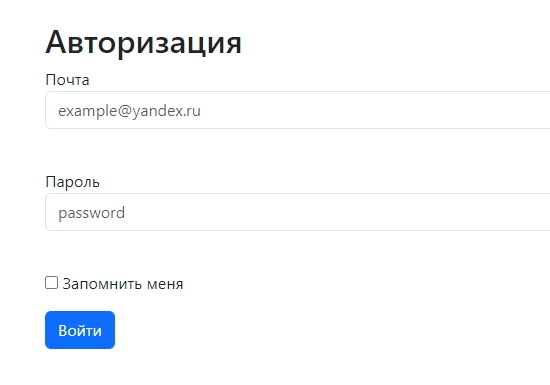 Авторизация
Почта
example@yandex.ru
Пароль
password
Запомнить меня
Войти